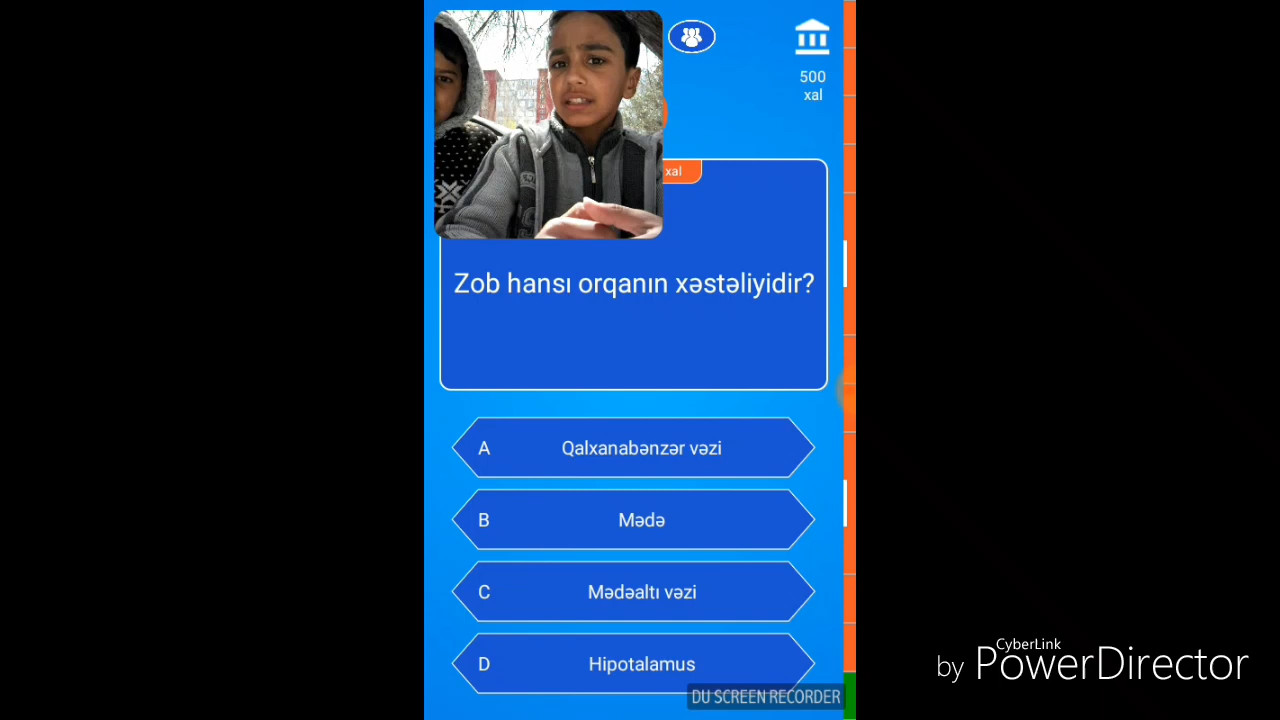 500
xal
xal
Zob hansı orqanın xəstəliyidir?
A Qalxanabənzər vəzi
B Mədə
C Mədəaltı vəzi
D Hipotalamus
DU SCREEN RECORDER
CyberLink
by PowerDirector